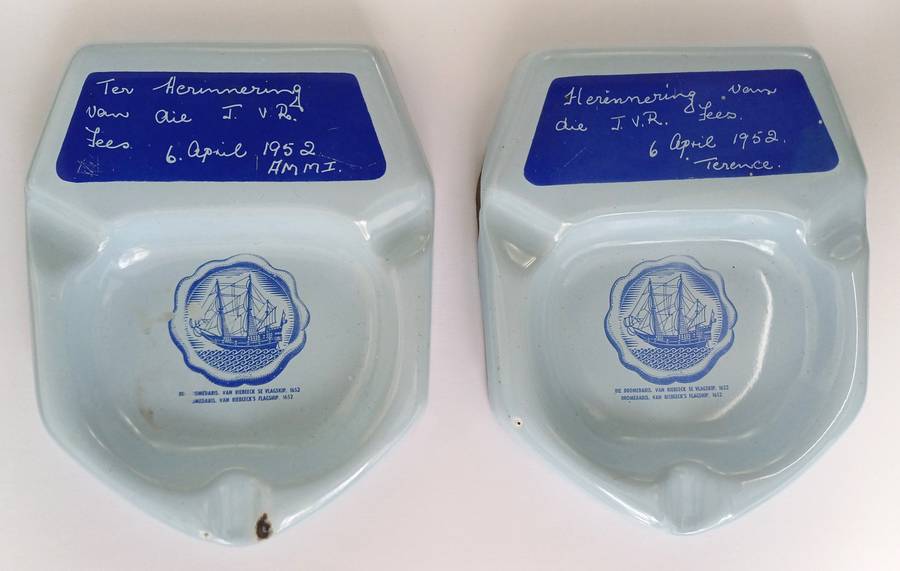 Ter Herinnering
van die J. V. R.
Fees.
6. April 1952
AMMI.
DIE DROMEDARIS, VAN RIEBEECK SE VLAGSKIP, 1652
OMEDARIS, VAN RIEBEECK'S FLAGSHIP, 1652
Herinnering van
die J. V. R. Fees.
6 April 1952.
Terence.
DIE DROMEDARIS, VAN RIEBEECK SE VLAGSKIP, 1652
DROMEDARIS, VAN RIEBEECK'S FLAGSHIP, 1652